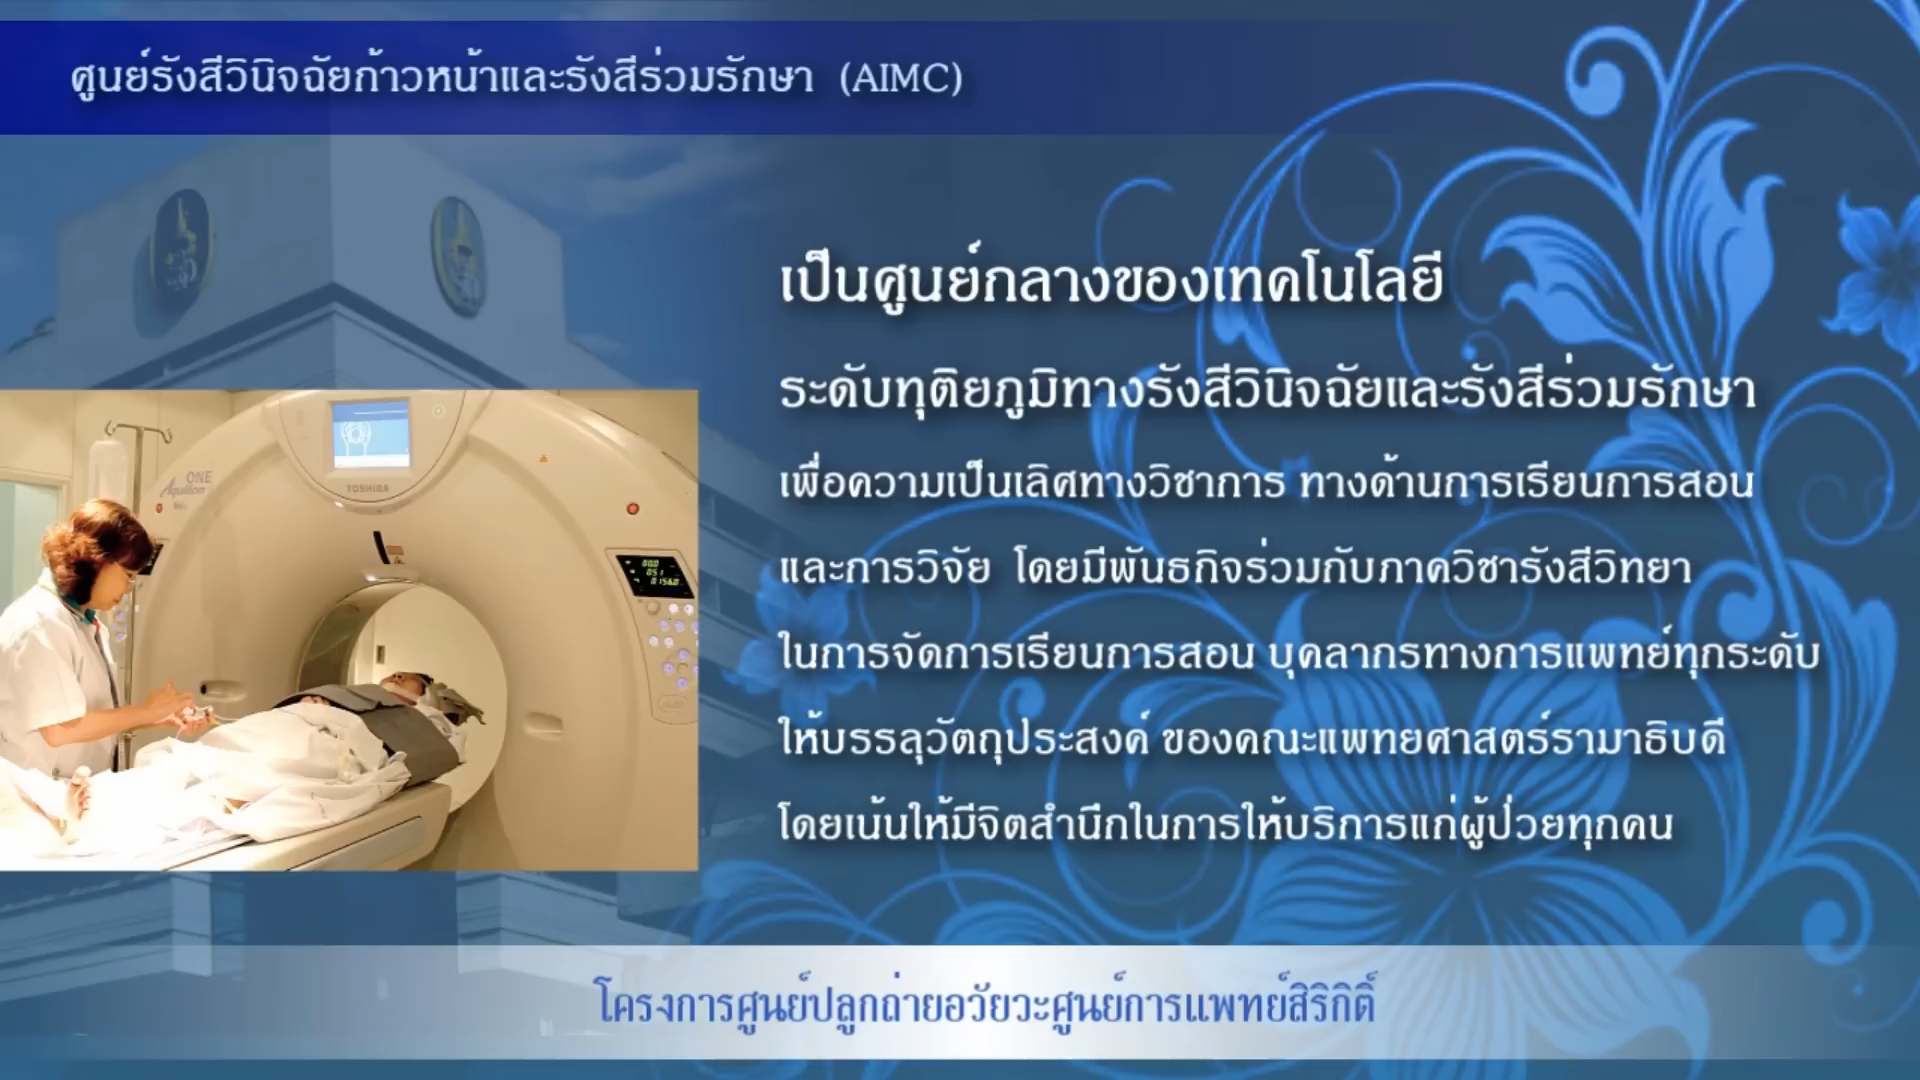 ศูนย์รังสีวินิจฉัยก้าวหน้าและรังสีร่วมรักษา (AIMC)
เป็นศูนย์กลางของเทคโนโลยี
ระดับทุติยภูมิทางรังสีวินิจฉัยและรังสีร่วมรักษา
เพื่อความเป็นเลิศทางวิชาการ ทางด้านการเรียนการสอน
และการวิจัย โดยมีพันธกิจร่วมกับภาควิชารังสีวิทยา
ในการจัดการเรียนการสอน บุคลากรทางการแพทย์ทุกระดับ
ให้บรรลุวัตถุประสงค์ ของคณะแพทยศาสตร์รามาธิบดี
โดยเน้นให้มีจิตสำนึกในการให้บริการแก่ผู้ป่วยทุกคน
ONE
Aquilion
TOSHIBA
โครงการศูนย์ปลูกถ่ายอวัยวะศูนย์การแพทย์สิริกิติ์